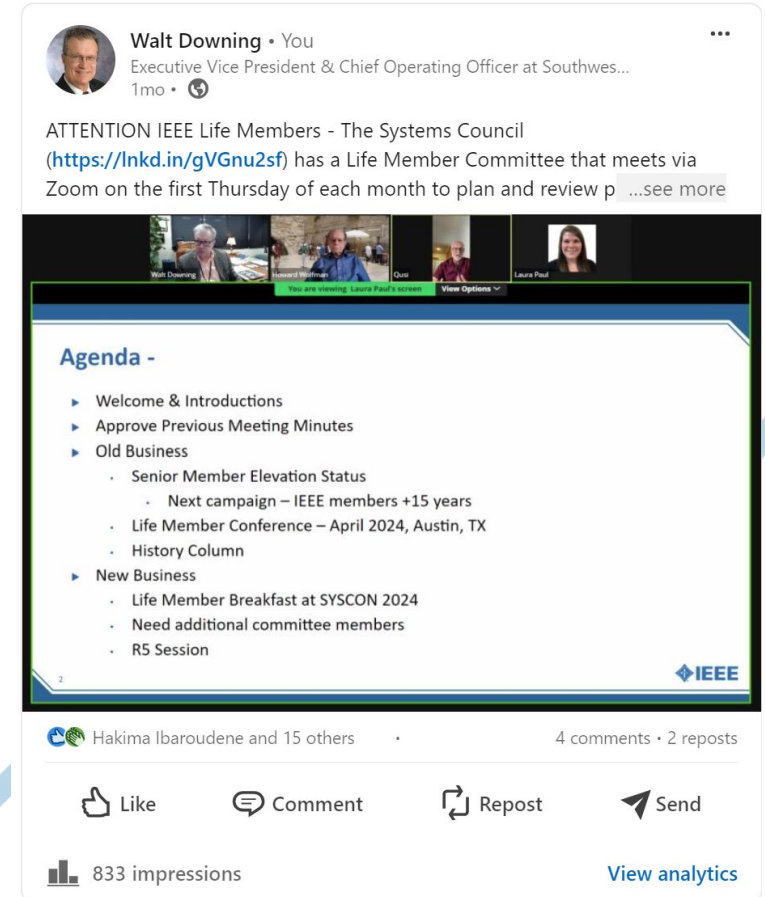 Walt Downing • You
Executive Vice President & Chief Operating Officer at Southwes...
1mo •
ATTENTION IEEE Life Members - The Systems Council
(https://lnkd.in/gVGnu2sf) has a Life Member Committee that meets via
Zoom on the first Thursday of each month to plan and review p ...see more
Walt Downing Howard Wolfman Qusi Laura Paul
You are viewing Laura Paul's screen View Options
Agenda -
Welcome & Introductions
Approve Previous Meeting Minutes
Old Business
Senior Member Elevation Status
Next campaign – IEEE members +15 years
Life Member Conference – April 2024, Austin, TX
History Column
New Business
Life Member Breakfast at SYSCON 2024
Need additional committee members
R5 Session
2
IEEE
Hakima Ibaroudene and 15 others
4 comments • 2 reposts
Like Comment Repost Send
833 impressions View analytics